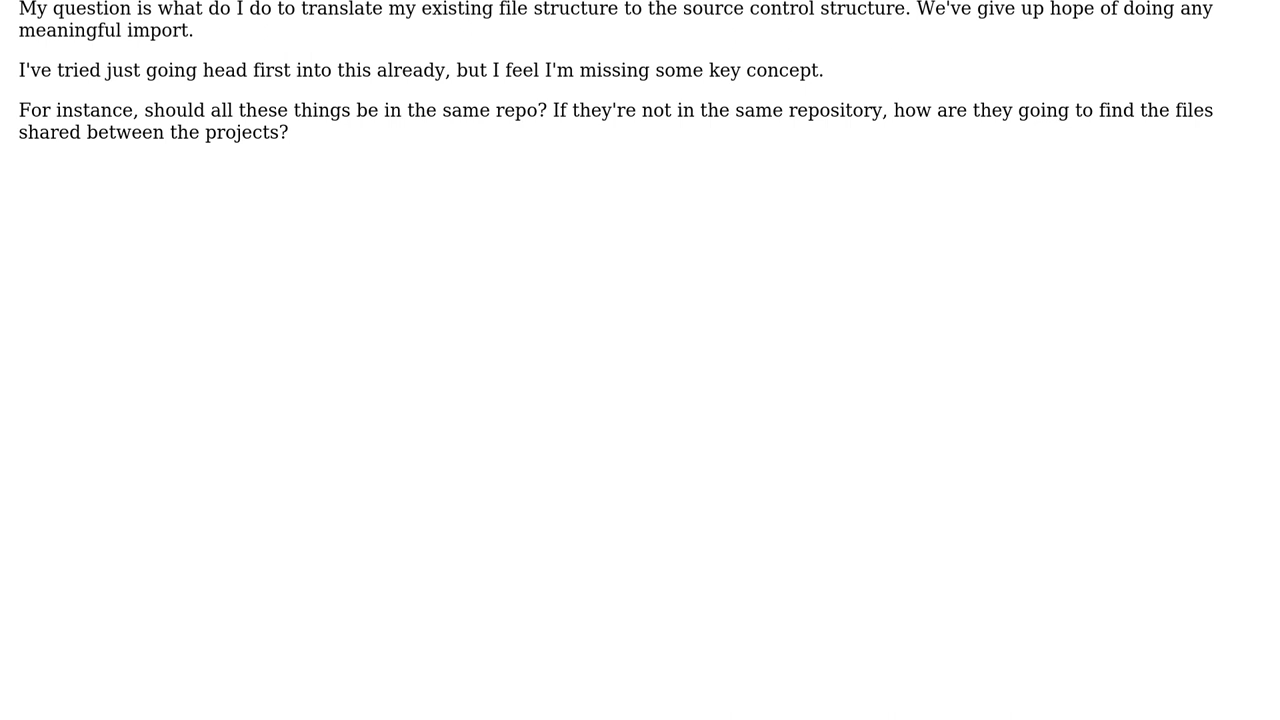 My question is what do I do to translate my existing file structure to the source control structure. We've give up hope of doing any
meaningful import.
I've tried just going head first into this already, but I feel I'm missing some key concept.
For instance, should all these things be in the same repo? If they're not in the same repository, how are they going to find the files
shared between the projects?